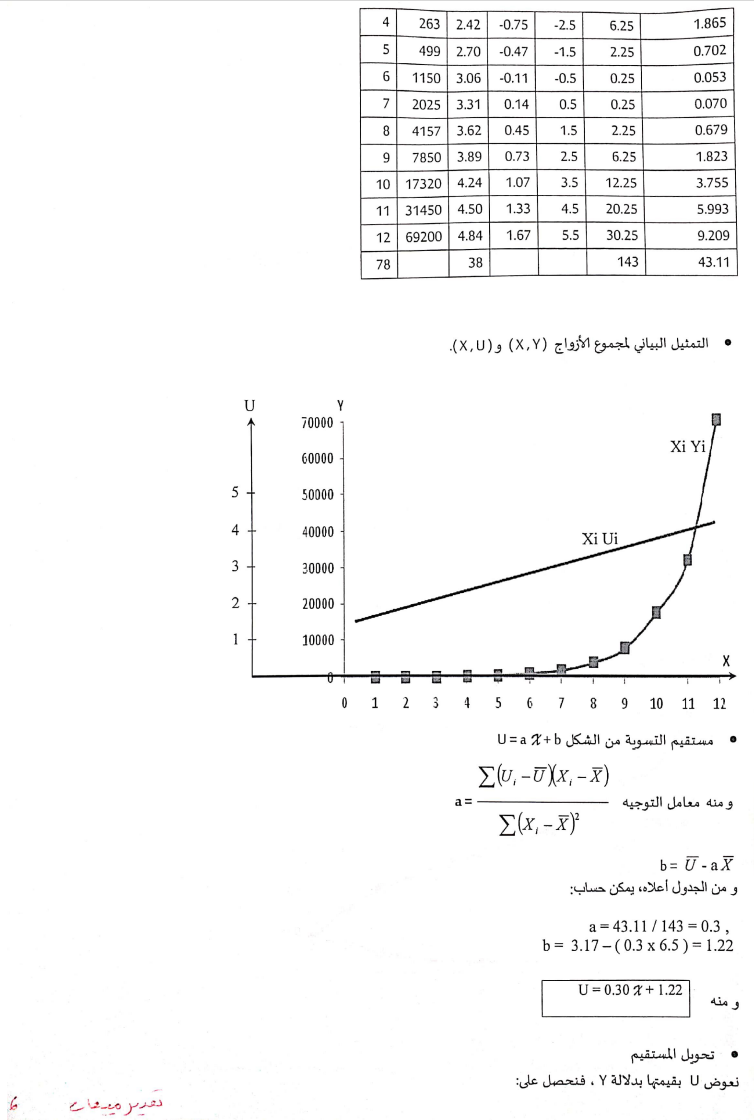 4 263 2.42 -0.75 -2.5 6.25 1.865
5 499 2.70 -0.47 -1.5 2.25 0.702
6 1150 3.06 -0.11 -0.5 0.25 0.053
7 2025 3.31 0.14 0.5 0.25 0.070
8 4157 3.62 0.45 1.5 2.25 0.679
9 7850 3.89 0.73 2.5 6.25 1.823
10 17320 4.24 1.07 3.5 12.25 3.755
11 31450 4.50 1.33 4.5 20.25 5.993
12 69200 4.84 1.67 5.5 30.25 9.209
78 38 143 43.11
• التمثيل البياني لمجموع الأزواج (X,Y) و (X,U).
U Y
70000
60000
5 50000
4 40000
3 30000
2 20000
1 10000
0
Xi Yi
Xi Ui
X
0 1 2 3 4 5 6 7 8 9 10 11 12
• مستقيم التسوية من الشكل U = a X + b
و منه معامل التوجيه a = ∑(Ui − U̅)(Xi − X̅) / ∑(Xi − X̅)²
b = U̅ - a X̅
و من الجدول أعلاه، يمكن حساب:
a = 43.11 / 143 = 0.3 ,
b = 3.17 – ( 0.3 x 6.5 ) = 1.22
و منه U = 0.30 X + 1.22
• تحويل المستقيم
نعوض U بقيمتها بدلالة Y ، فنحصل على:
6